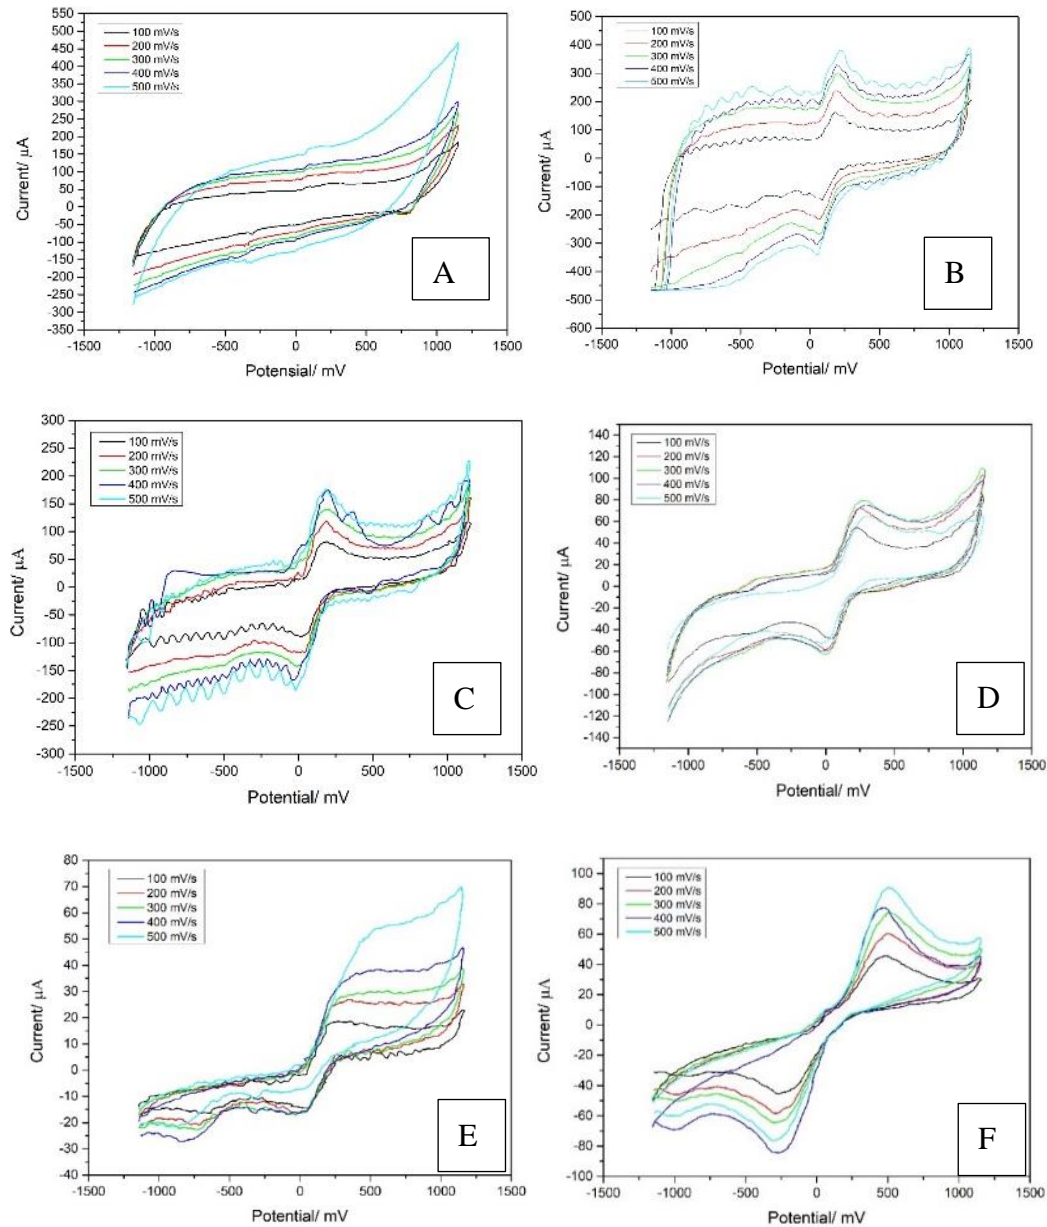 550
500
450
400
350
300
250
200
150
100
50
0
-50
-100
-150
-200
-250
-300
-350
Current/ μA
100 mV/s
200 mV/s
300 mV/s
400 mV/s
500 mV/s
A
-1500 -1000 -500 0 500 1000 1500
Potensial/ mV
500
400
300
200
100
0
-100
-200
-300
-400
-500
-600
Current/ μA
100 mV/s
200 mV/s
300 mV/s
400 mV/s
500 mV/s
B
-1500 -1000 -500 0 500 1000 1500
Potential/ mV
300
250
200
150
100
50
0
-50
-100
-150
-200
-250
-300
Current/ μA
100 mV/s
200 mV/s
300 mV/s
400 mV/s
500 mV/s
C
-1500 -1000 -500 0 500 1000 1500
Potential/ mV
140
120
100
80
60
40
20
0
-20
-40
-60
-80
-100
-120
-140
Current/ μA
100 mV/s
200 mV/s
300 mV/s
400 mV/s
500 mV/s
D
-1500 -1000 -500 0 500 1000 1500
Potential/ mV
80
70
60
50
40
30
20
10
0
-10
-20
-30
-40
Current/ μA
100 mV/s
200 mV/s
300 mV/s
400 mV/s
500 mV/s
E
-1500 -1000 -500 0 500 1000 1500
Potential/ mV
100
80
60
40
20
0
-20
-40
-60
-80
-100
Current/ μA
100 mV/s
200 mV/s
300 mV/s
400 mV/s
500 mV/s
F
-1500 -1000 -500 0 500 1000 1500
Potential/ mV